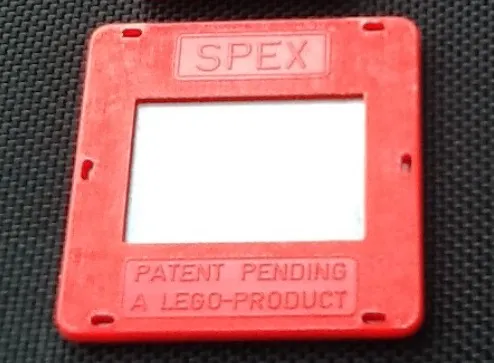 SPEX
PATENT PENDING
A LEGO-PRODUCT